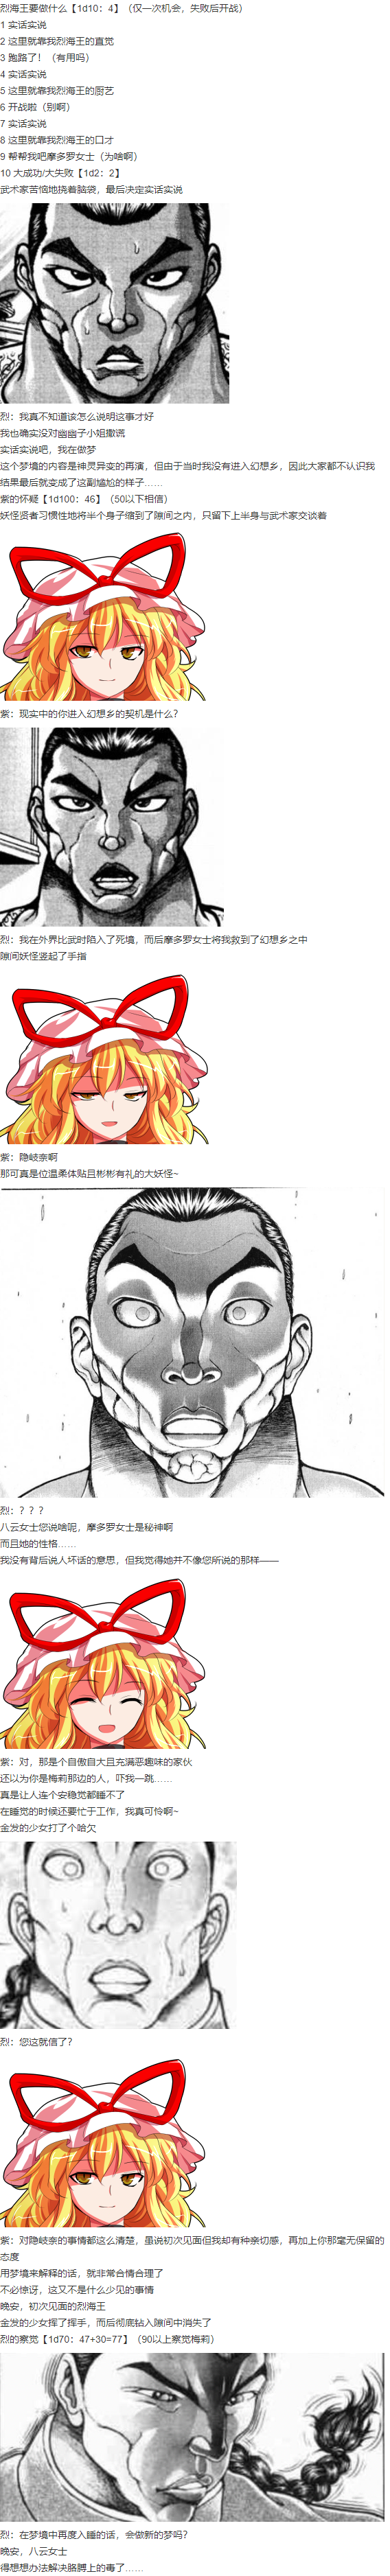 烈海王要做什么【1d10：4】（仅一次机会，失败后开战）
1 实话实说
2 这里就靠我烈海王的直觉
3 跑路了！（有用吗）
4 实话实说
5 这里就靠我烈海王的厨艺
6 开战啦（别啊）
7 实话实说
8 这里就靠我烈海王的口才
9 帮帮我吧摩多罗女士（为啥啊）
10 大成功/大失败【1d2：2】
武术家苦恼地挠着脑袋，最后决定实话实说
烈：我真不知道该怎么说明这事才好
我也确实没对幽幽子小姐撒谎
实话实说吧，我在做梦
这个梦境的内容是神灵异变的再演，但由于当时我没有进入幻想乡，因此大家都不认识我
结果最后就变成了这副尴尬的样子……
紫的怀疑【1d100：46】（50以下相信）
妖怪贤者习惯性地将半个身子缩到了隙间之内，只留下上半身与武术家交谈着
紫：现实中的你进入幻想乡的契机是什么？
烈：我在外界比武时陷入了死境，而后摩多罗女士将我救到了幻想乡之中
隙间妖怪竖起了手指
紫：隐岐奈啊
那可真是位温柔体贴且彬彬有礼的大妖怪~
烈：？？？
八云女士您说啥呢，摩多罗女士是秘神啊
而且她的性格……
我没有背后说人坏话的意思，但我觉得她并不像您所说的那样——
紫：对，那是个自傲自大且充满恶趣味的家伙
还以为你是梅莉那边的人，吓我一跳……
真是让人连个安稳觉都睡不了
在睡觉的时候还要忙于工作，我真可怜啊~
金发的少女打了个哈欠
烈：您这就信了？
紫：对隐岐奈的事情都这么清楚，虽说初次见面但我却有种亲切感，再加上你那毫无保留的
态度
用梦境来解释的话，就非常合情合理了
不必惊讶，这又不是什么少见的事情
晚安，初次见面的烈海王
金发的少女挥了挥手，而后彻底钻入隙间中消失了
烈的察觉【1d70：47+30=77】（90以上察觉梅莉）
烈：在梦境中再度入睡的话，会做新的梦吗？
晚安，八云女士
得想想办法解决胳膊上的毒了……